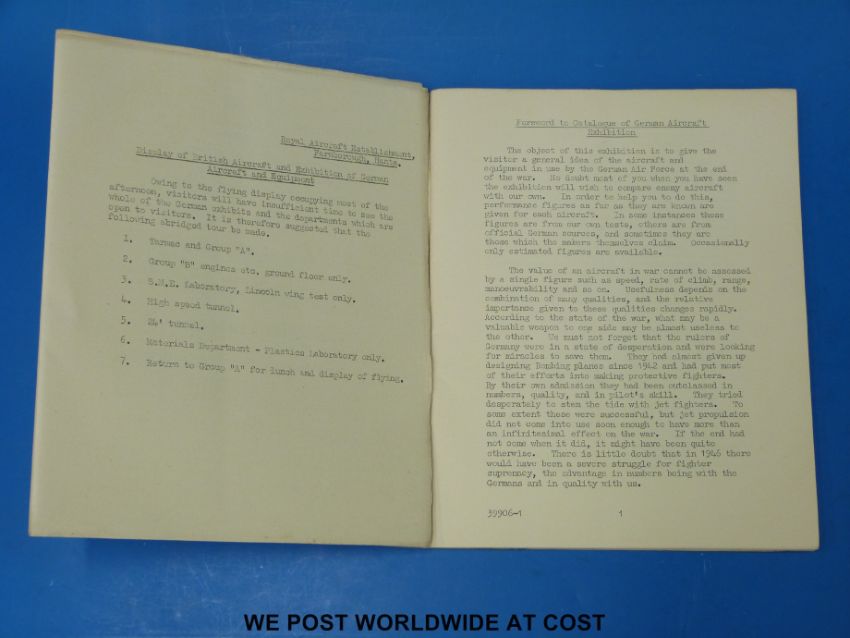 Royal Aircraft Establishment,
Farnborough, Hants.
Display of British Aircraft and Exhibition of German
Aircraft and Equipment
Owing to the flying display occupying most of the
afternoon, visitors will have insufficient time to see the
whole of the German exhibits and the departments which are
open to visitors. It is therefore suggested that the
following abridged tour be made.
1. Tarmac and Group "A".
2. Group "B" engines etc. ground floor only.
3. S.M.E. Laboratory, Lincoln wing test only.
4. High speed tunnel.
5. 24' tunnel.
6. Materials Department - Plastics Laboratory only.
7. Return to Group "A" for lunch and display of flying.
Foreword to Catalogue of German Aircraft
Exhibition
The object of this exhibition is to give the
visitor a general idea of the aircraft and
equipment in use by the German Air Force at the end
of the war. No doubt most of you when you have seen
the exhibition will wish to compare enemy aircraft
with our own. In order to help you to do this,
performance figures as far as they are known are
given for each aircraft. In some instances these
figures are from our own tests, others are from
official German sources, and sometimes they are
those which the makers themselves claim. Occasionally
only estimated figures are available.
The value of an aircraft in war cannot be assessed
by a single figure such as speed, rate of climb, range,
manoeuvrability and so on. Usefulness depends on the
combination of many qualities, and the relative
importance given to these qualities changes rapidly.
According to the state of the war, what may be a
valuable weapon to one side may be almost useless to
the other. We must not forget that the rulers of
Germany were in a state of desperation and were looking
for miracles to save them. They had almost given up
designing Bombing planes since 1942 and had put most
of their efforts into making protective fighters.
By their own admission they had been outclassed in
numbers, quality, and in pilot's skill. They tried
desperately to stem the tide with jet fighters. To
some extent these were successful, but jet propulsion
did not come into use soon enough to have more than
an infinitesimal effect on the war. If the end had
not come when it did, it might have been quite
otherwise. There is little doubt that in 1946 there
would have been a severe struggle for fighter
supremacy, the advantage in numbers being with the
Germans and in quality with us.
39906-1 1
WE POST WORLDWIDE AT COST